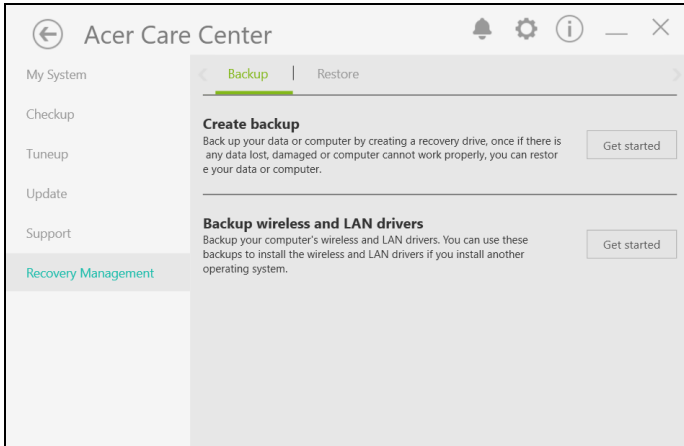 Acer Care Center
My System
Checkup
Tuneup
Update
Support
Recovery Management
Backup | Restore
Create backup
Back up your data or computer by creating a recovery drive, once if there is
any data lost, damaged or computer cannot work properly, you can restor
e your data or computer.
Get started
Backup wireless and LAN drivers
Backup your computer's wireless and LAN drivers. You can use these
backups to install the wireless and LAN drivers if you install another
operating system.
Get started